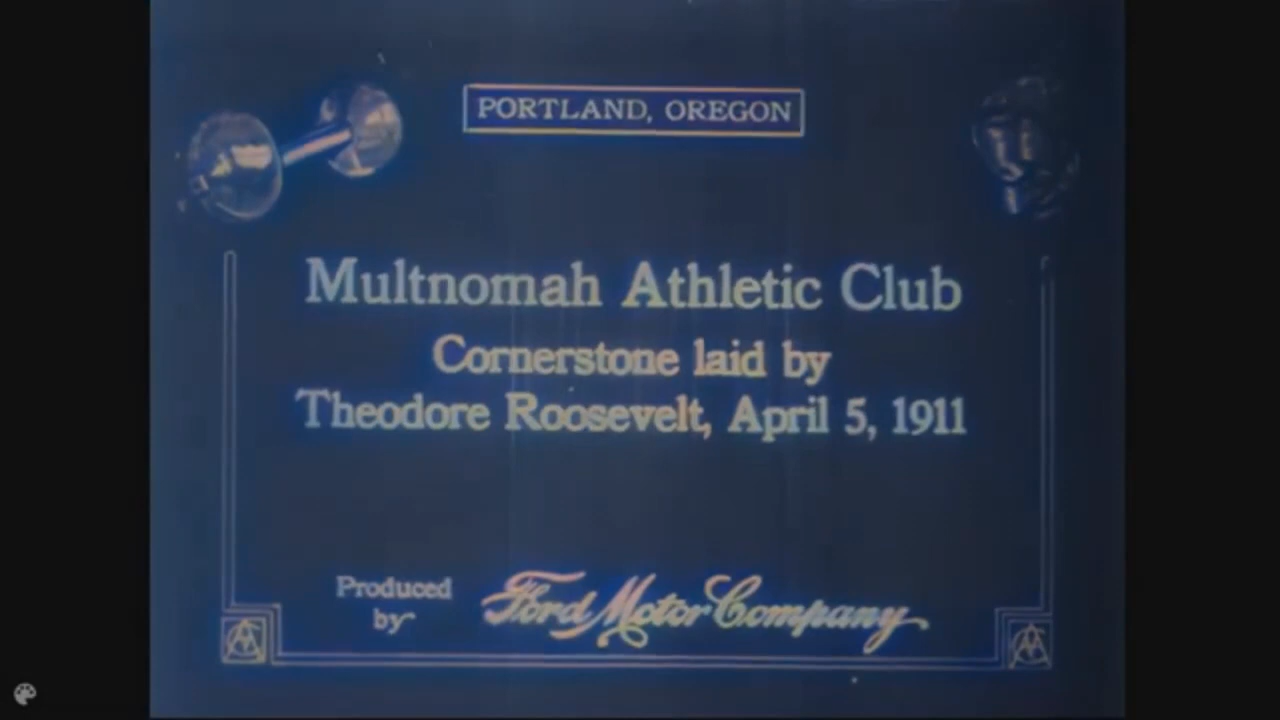 PORTLAND, OREGON
Multnomah Athletic Club
Cornerstone laid by
Theodore Roosevelt, April 5, 1911
Produced
by
Ford Motor Company